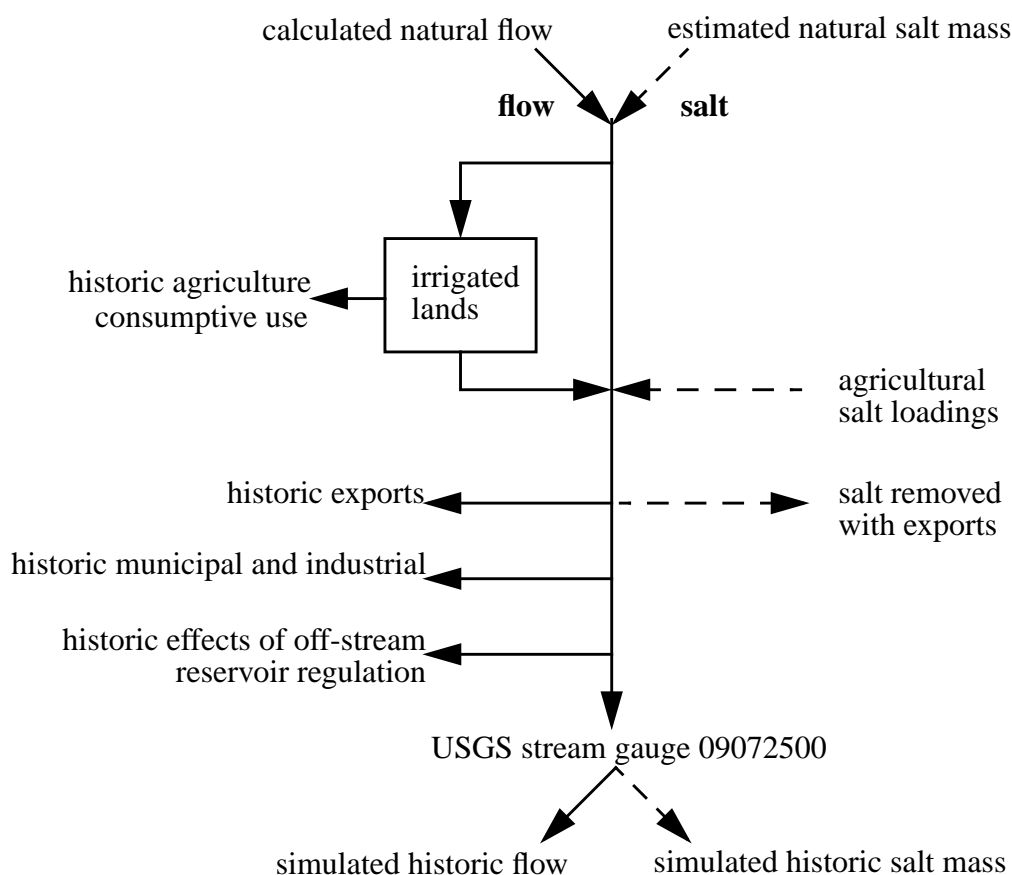 calculated natural flow
estimated natural salt mass
flow
salt
irrigated
lands
historic agriculture
consumptive use
agricultural
salt loadings
historic exports
salt removed
with exports
historic municipal and industrial
historic effects of off-stream
reservoir regulation
USGS stream gauge 09072500
simulated historic flow
simulated historic salt mass